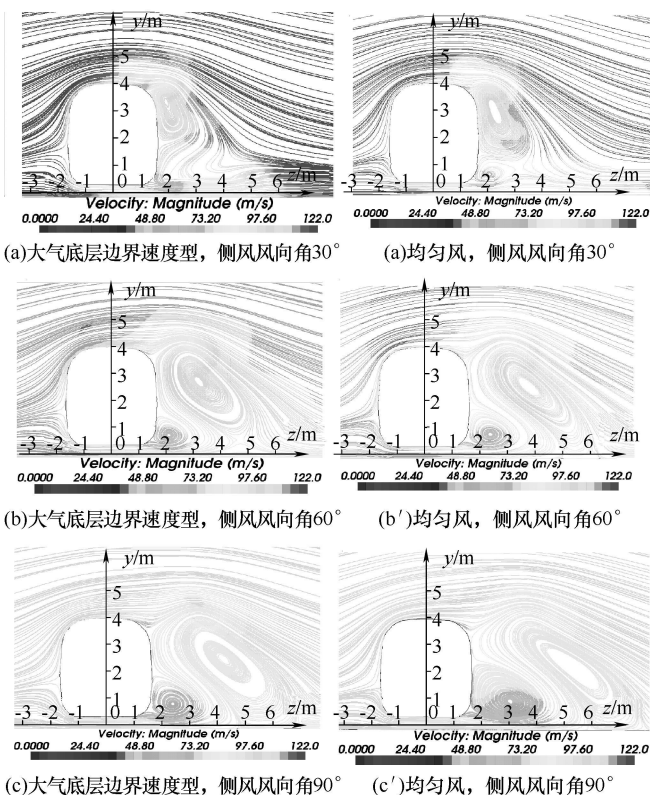 y/m y/m
5 5
4 4
3 3
2 2
1 1
-3 -2 -1 0 1 2 3 4 5 6 z/m -3 -2 -1 0 1 2 3 4 5 6 z/m
Velocity: Magnitude (m/s) Velocity: Magnitude (m/s)
0.0000 24.40 48.80 73.20 97.60 122.0 0.0000 24.40 48.80 73.20 97.60 122.0
(a)大气底层边界速度型，侧风风向角30° (a)均匀风，侧风风向角30°
y/m y/m
5 5
4 4
3 3
2 2
1 1
-3 -2 -1 0 1 2 3 4 5 6 z/m -3 -2 -1 0 1 2 3 4 5 6 z/m
Velocity: Magnitude (m/s) Velocity: Magnitude (m/s)
0.0000 24.40 48.80 73.20 97.60 122.0 0.0000 24.40 48.80 73.20 97.60 122.0
(b)大气底层边界速度型，侧风风向角60° (b′)均匀风，侧风风向角60°
y/m y/m
5 5
4 4
3 3
2 2
1 1
-3 -2 -1 0 1 2 3 4 5 6 z/m -3 -2 -1 0 1 2 3 4 5 6 z/m
Velocity: Magnitude (m/s) Velocity: Magnitude (m/s)
0.0000 24.40 48.80 73.20 97.60 122.0 0.0000 24.40 48.80 73.20 97.60 122.0
(c)大气底层边界速度型，侧风风向角90° (c′)均匀风，侧风风向角90°